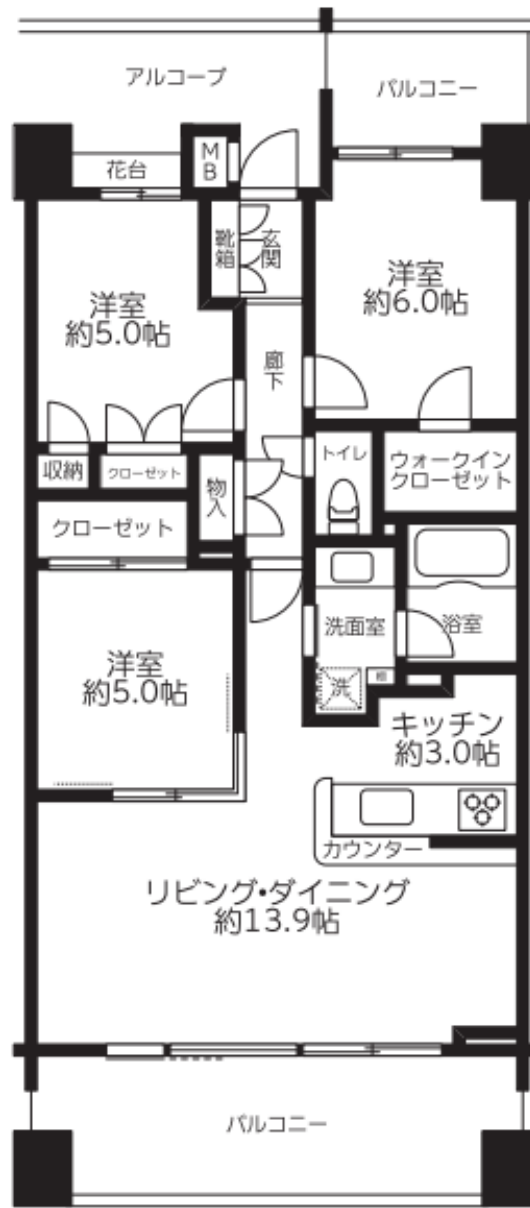 アルコープ
バルコニー
花台
M
B
靴箱
玄関
洋室
約5.0帖
洋室
約6.0帖
廊下
収納
クローゼット
物入
トイレ
ウォークイン
クローゼット
クローゼット
洗面室
浴室
洋室
約5.0帖
洗
棚
キッチン
約3.0帖
カウンター
リビング・ダイニング
約13.9帖
バルコニー